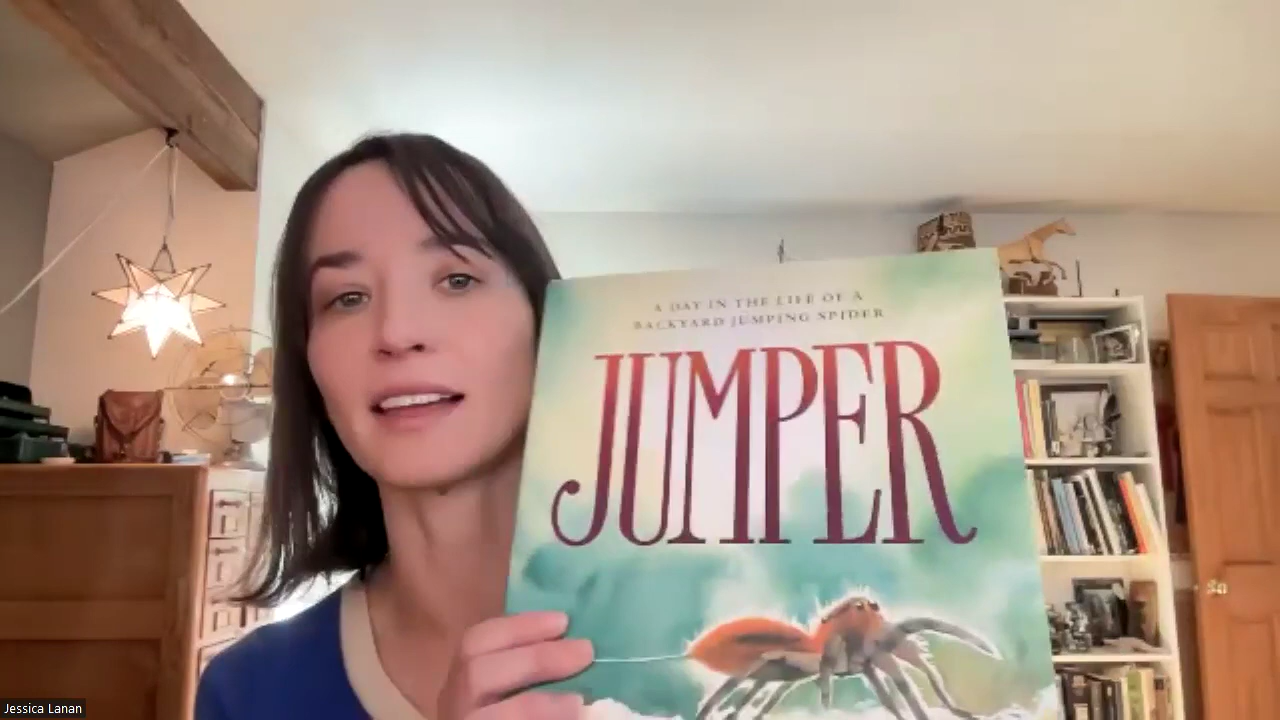 A DAY IN THE LIFE OF A
BACKYARD JUMPING SPIDER
JUMPER
Jessica Lanan